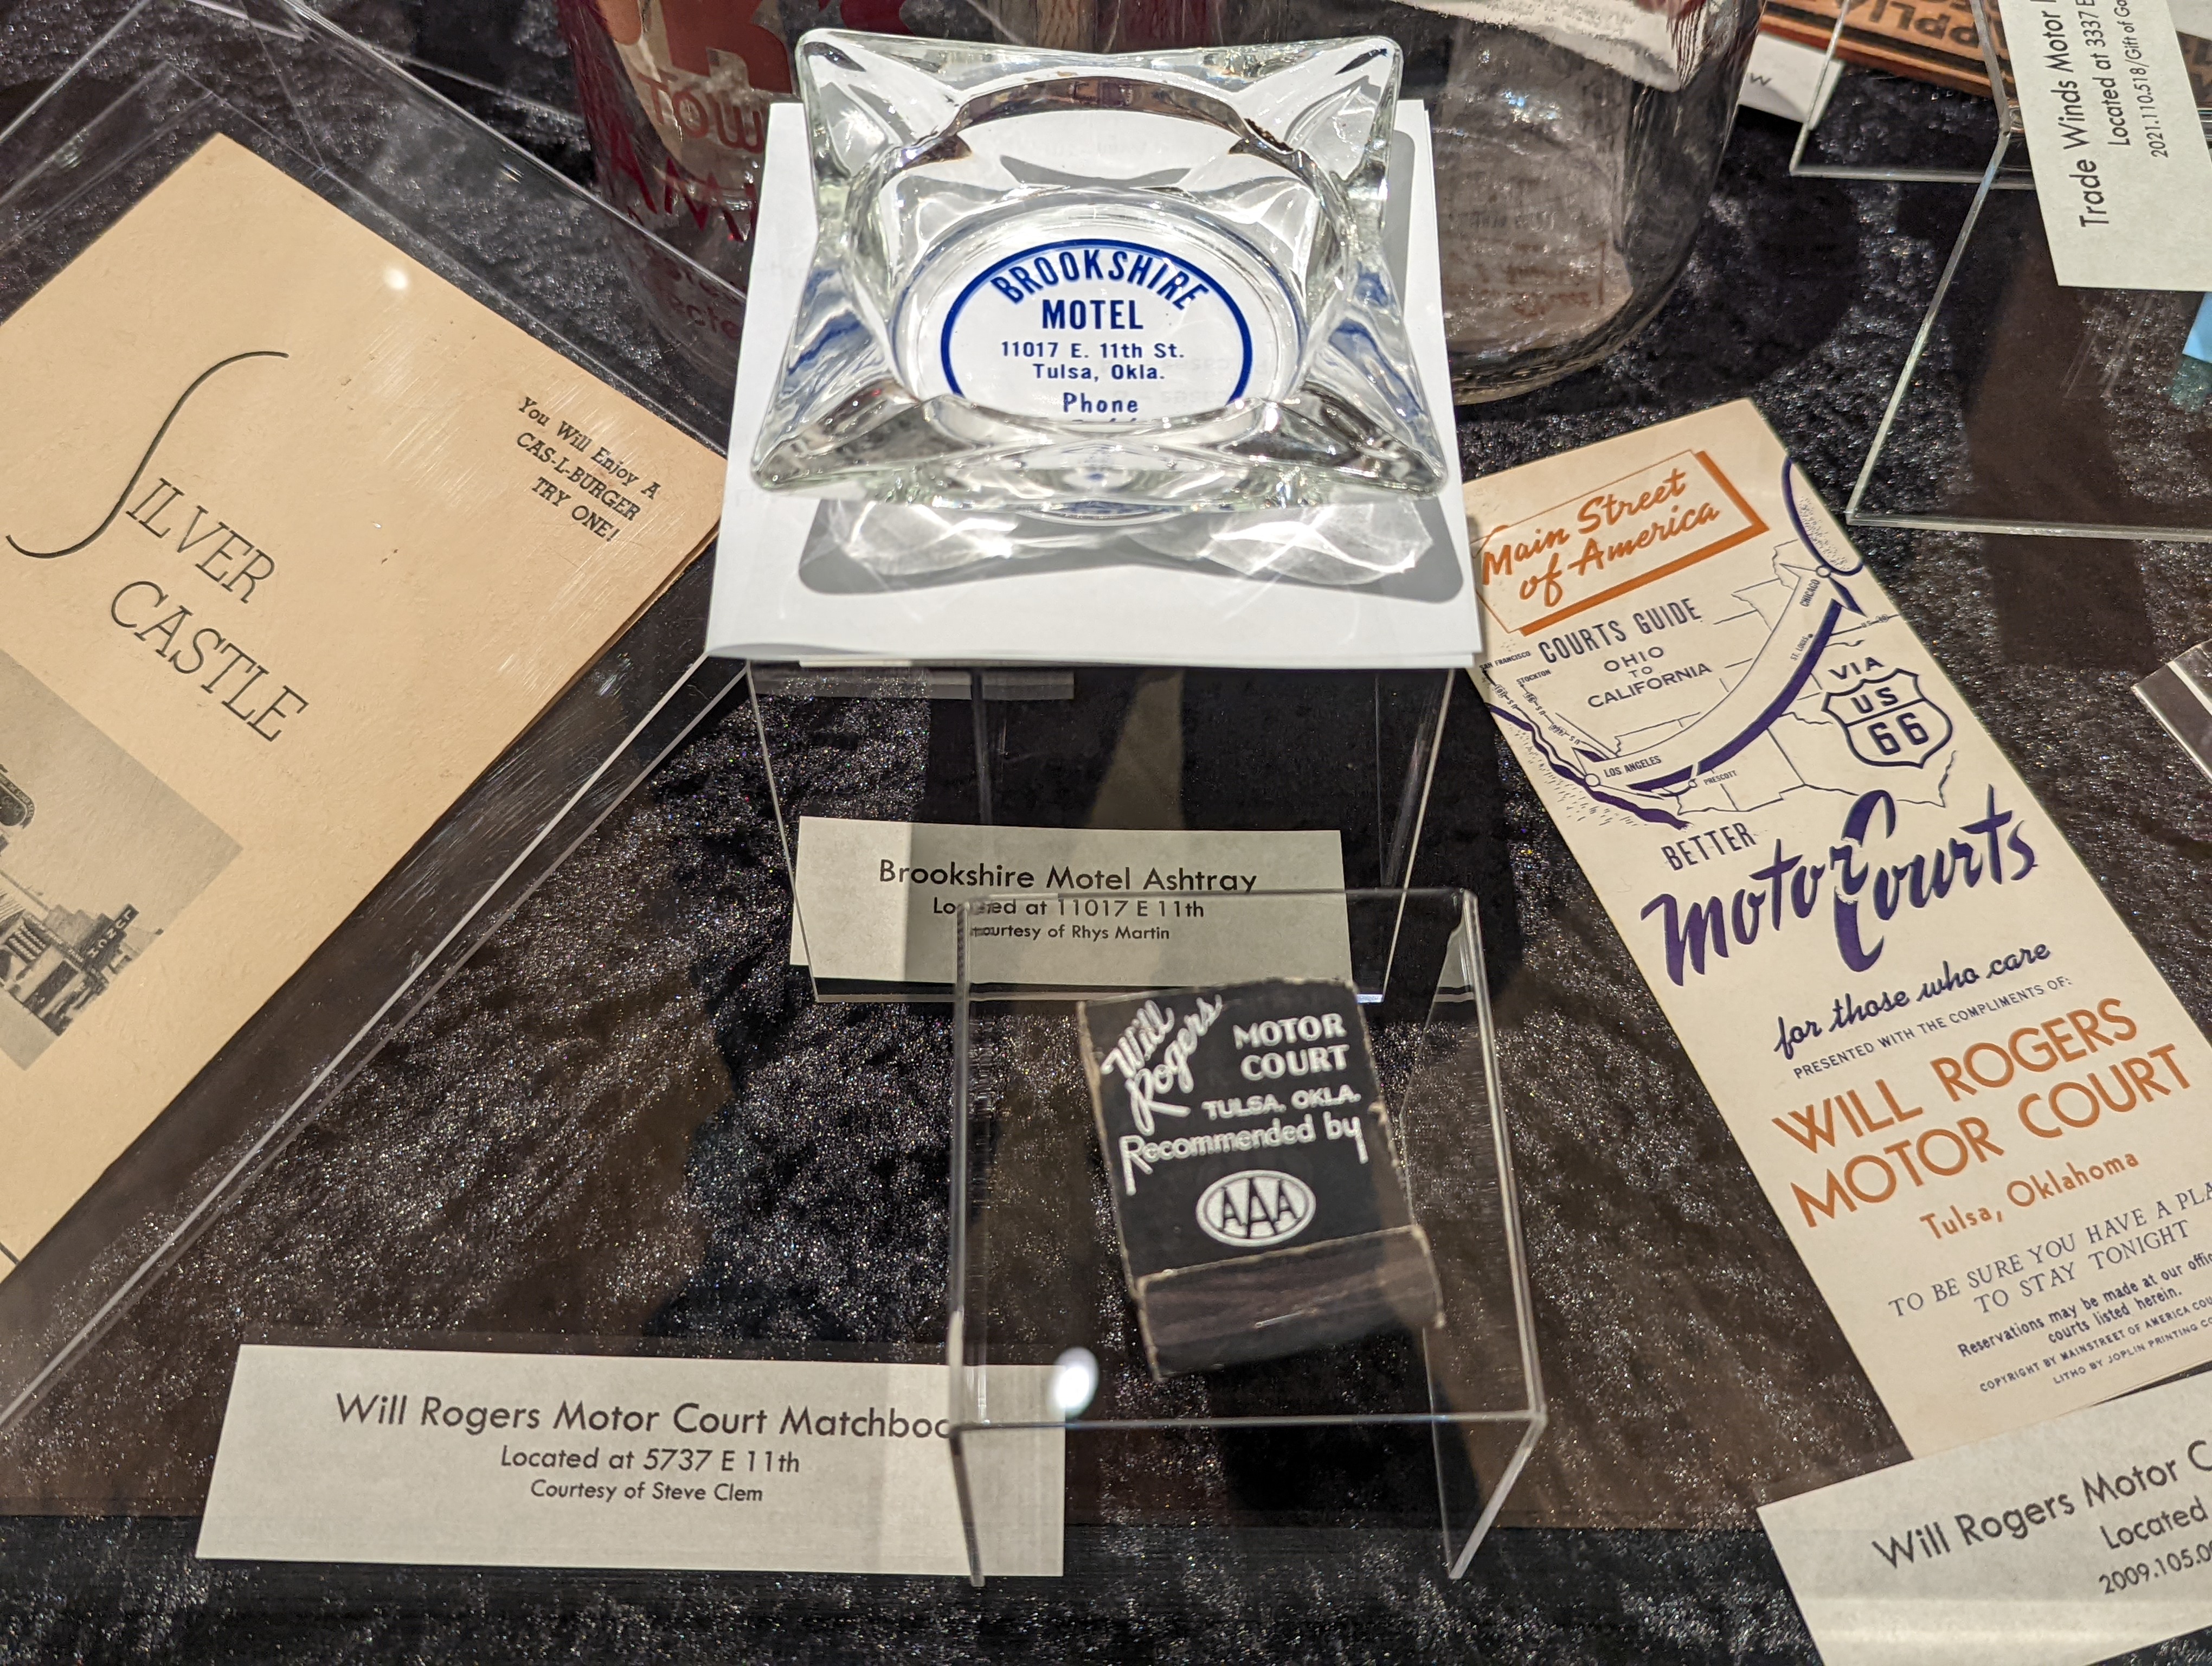 SILVER
CASTLE
You Will Enjoy A
CAS-L-BURGER
TRY ONE!
TOW
BROOKSHIRE
MOTEL
11017 E. 11th St.
Tulsa, Okla.
Phone
Brookshire Motel Ashtray
Located at 11017 E 11th
Courtesy of Rhys Martin
Will Rogers
MOTOR
COURT
TULSA, OKLA.
Recommended by
AAA
Will Rogers Motor Court Matchboo
Located at 5737 E 11th
Courtesy of Steve Clem
Trade Winds Motor
Located at 3337 E
2021.110.518/Gift of Go
Main Street
of America
COURTS GUIDE
OHIO
TO
CALIFORNIA
SAN FRANCISCO
STOCKTON
LOS ANGELES
PRESCOTT
ST. LOUIS
CHICAGO
VIA
US
66
BETTER
Motor Courts
for those who care
PRESENTED WITH THE COMPLIMENTS OF:
WILL ROGERS
MOTOR COURT
Tulsa, Oklahoma
TO BE SURE YOU HAVE A PLA
TO STAY TONIGHT
Reservations may be made at our offic
courts listed herein.
COPYRIGHT BY MAINSTREET OF AMERICA COU
LITHO BY JOPLIN PRINTING CO
Will Rogers Motor C
Located
2009.105.00